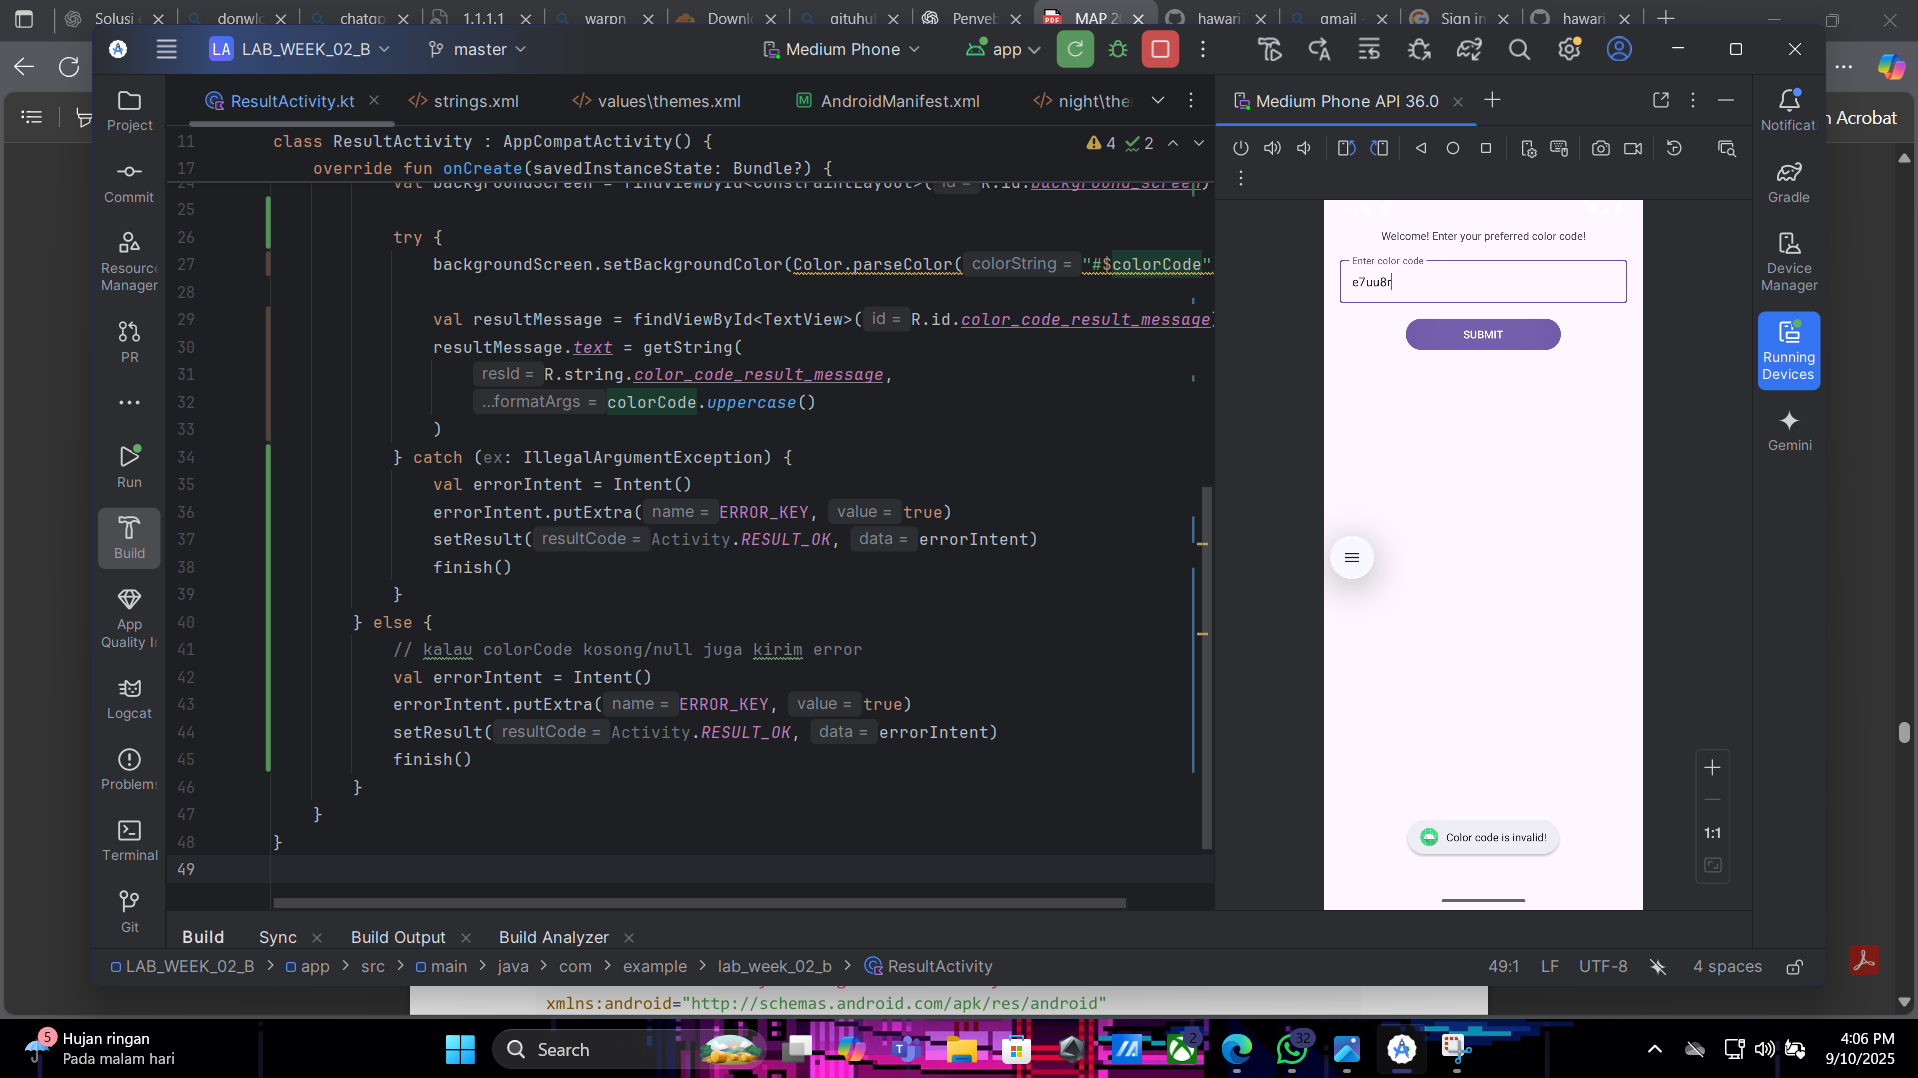 Solusi
donwlo
chatgp
1.1.1.1
warpn
Downlo
gituhul
Penyeb
MAP 20
hawari
gmail -
Sign in
hawari
LA LAB_WEEK_02_B
master
Medium Phone
app
Project
Commit
Resource
Manager
PR
Run
Build
App
Quality In
Logcat
Problems
Terminal
Git
ResultActivity.kt
strings.xml
values\themes.xml
AndroidManifest.xml
night\the
4
2
11 class ResultActivity : AppCompatActivity() {
17 override fun onCreate(savedInstanceState: Bundle?) {
24 val backgroundScreen = findViewById<ConstraintLayout>( id = R.id.background_screen)
25
26 try {
27 backgroundScreen.setBackgroundColor(Color.parseColor( colorString = "#$colorCode"
28
29 val resultMessage = findViewById<TextView>( id = R.id.color_code_result_message)
30 resultMessage.text = getString(
31 resId = R.string.color_code_result_message,
32 ...formatArgs = colorCode.uppercase()
33 )
34 } catch (ex: IllegalArgumentException) {
35 val errorIntent = Intent()
36 errorIntent.putExtra( name = ERROR_KEY, value = true)
37 setResult( resultCode = Activity.RESULT_OK, data = errorIntent)
38 finish()
39 }
40 } else {
41 // kalau colorCode kosong/null juga kirim error
42 val errorIntent = Intent()
43 errorIntent.putExtra( name = ERROR_KEY, value = true)
44 setResult( resultCode = Activity.RESULT_OK, data = errorIntent)
45 finish()
46 }
47 }
48 }
49
Medium Phone API 36.0
Welcome! Enter your preferred color code!
Enter color code
e7uu8r
SUBMIT
Color code is invalid!
1:1
Notificat
Gradle
Device
Manager
Running
Devices
Gemini
n Acrobat
Build
Sync
Build Output
Build Analyzer
LAB_WEEK_02_B > app > src > main > java > com > example > lab_week_02_b > ResultActivity
49:1
LF
UTF-8
4 spaces
xmlns:android="http://schemas.android.com/apk/res/android"
5
Hujan ringan
Pada malam hari
Search
2
32
4:06 PM
9/10/2025